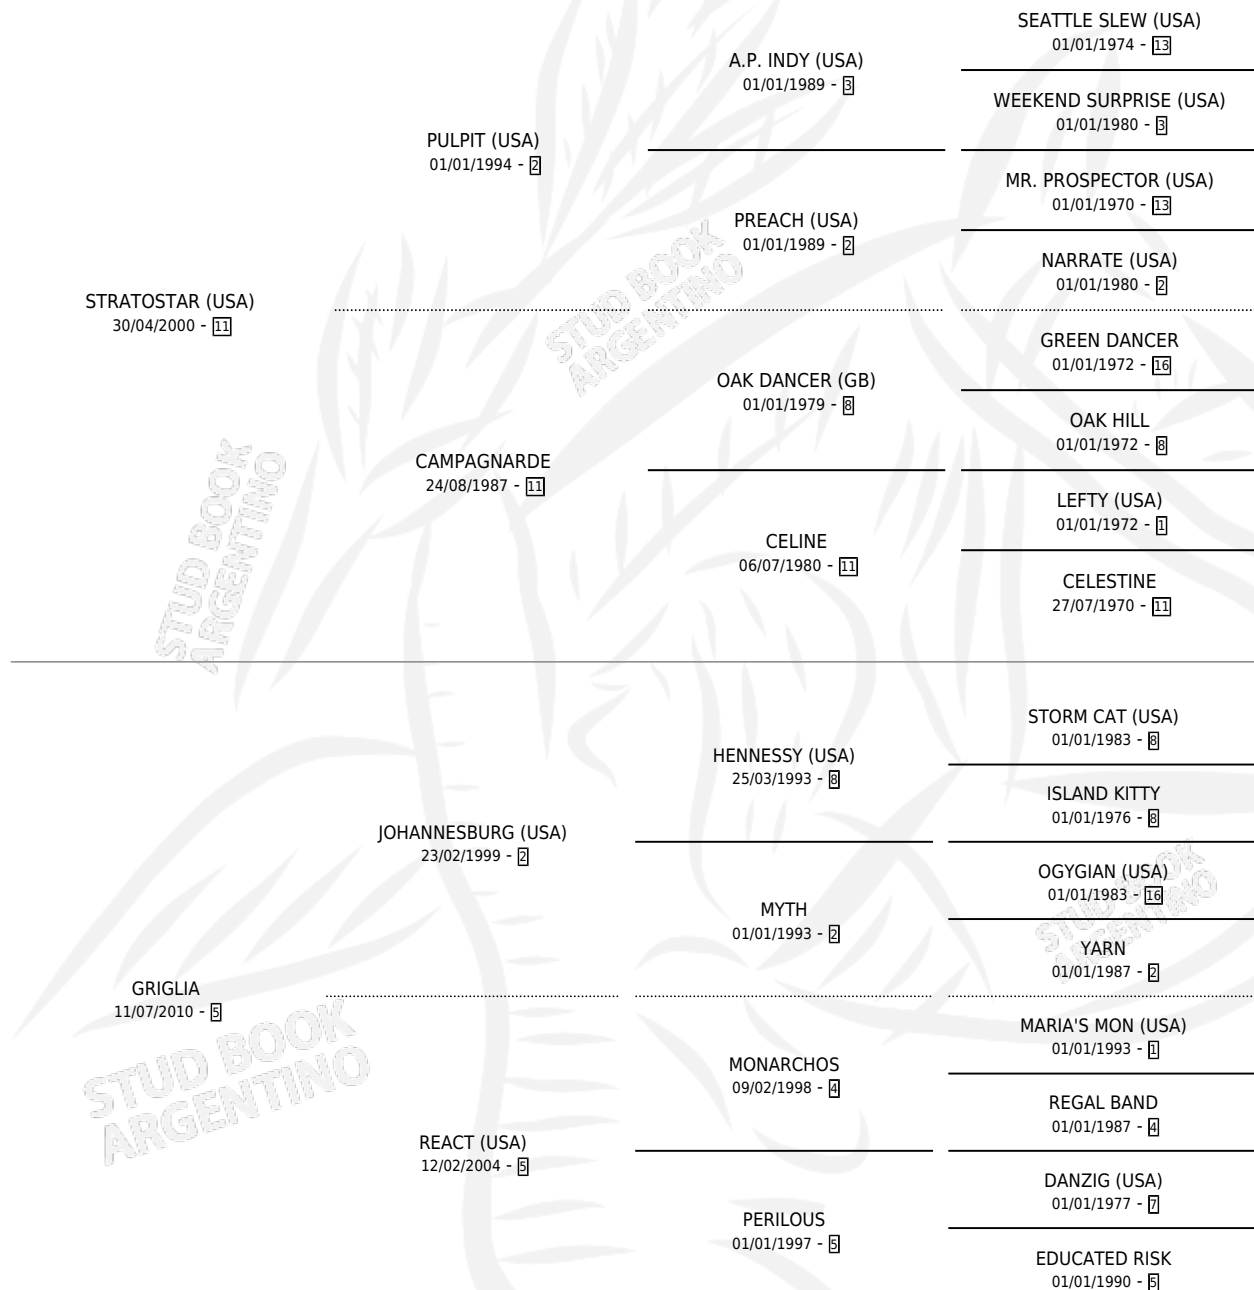 SEATTLE SLEW (USA)
01/01/1974 - 13
A.P. INDY (USA)
01/01/1989 - 3
WEEKEND SURPRISE (USA)
01/01/1980 - 3
PULPIT (USA)
01/01/1994 - 2
MR. PROSPECTOR (USA)
01/01/1970 - 13
PREACH (USA)
01/01/1989 - 2
NARRATE (USA)
01/01/1980 - 2
STRATOSTAR (USA)
30/04/2000 - 11
GREEN DANCER
01/01/1972 - 16
OAK DANCER (GB)
01/01/1979 - 8
OAK HILL
01/01/1972 - 8
CAMPAGNARDE
24/08/1987 - 11
LEFTY (USA)
01/01/1972 - 1
CELINE
06/07/1980 - 11
CELESTINE
27/07/1970 - 11
STORM CAT (USA)
01/01/1983 - 8
HENNESSY (USA)
25/03/1993 - 8
ISLAND KITTY
01/01/1976 - 8
JOHANNESBURG (USA)
23/02/1999 - 2
OGYGIAN (USA)
01/01/1983 - 16
MYTH
01/01/1993 - 2
YARN
01/01/1987 - 2
GRIGLIA
11/07/2010 - 5
MARIA'S MON (USA)
01/01/1993 - 1
MONARCHOS
09/02/1998 - 4
REGAL BAND
01/01/1987 - 4
REACT (USA)
12/02/2004 - 5
DANZIG (USA)
01/01/1977 - 7
PERILOUS
01/01/1997 - 5
EDUCATED RISK
01/01/1990 - 5
STUD BOOK
ARGENTINO
STUD BOOK
ARGENTINO
STUD BOOK
ARGENTINO
STUD BOOK
ARGENTINO